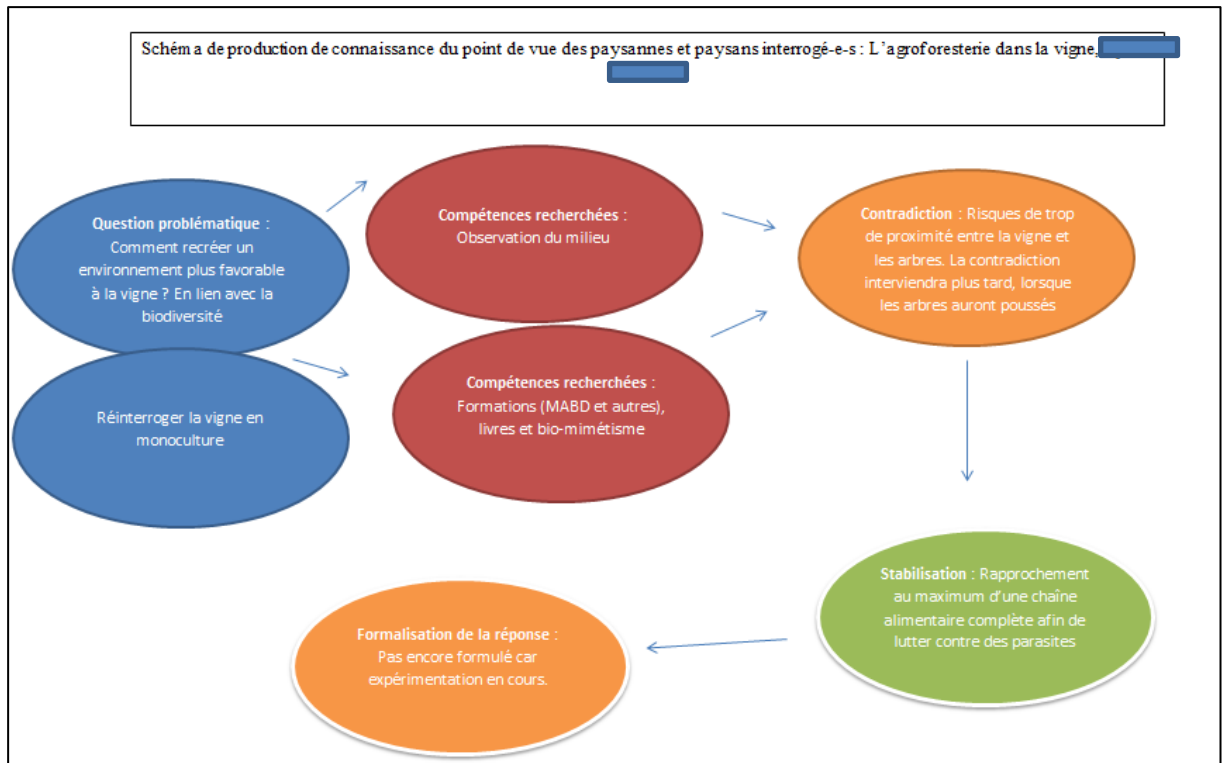 Schéma de production de connaissance du point de vue des paysannes et paysans interrogé-e-s : L'agroforesterie dans la vigne,
Question problématique :
Comment recréer un
environnement plus favorable
à la vigne ? En lien avec la
biodiversité
Réinterroger la vigne en
monoculture
Compétences recherchées :
Observation du milieu
Compétences recherchées :
Formations (MABD et autres),
livres et bio-mimétisme
Contradiction : Risques de trop
de proximité entre la vigne et
les arbres. La contradiction
interviendra plus tard, lorsque
les arbres auront poussés
Stabilisation : Rapprochement
au maximum d'une chaîne
alimentaire complète afin de
lutter contre des parasites
Formalisation de la réponse :
Pas encore formulé car
expérimentation en cours.